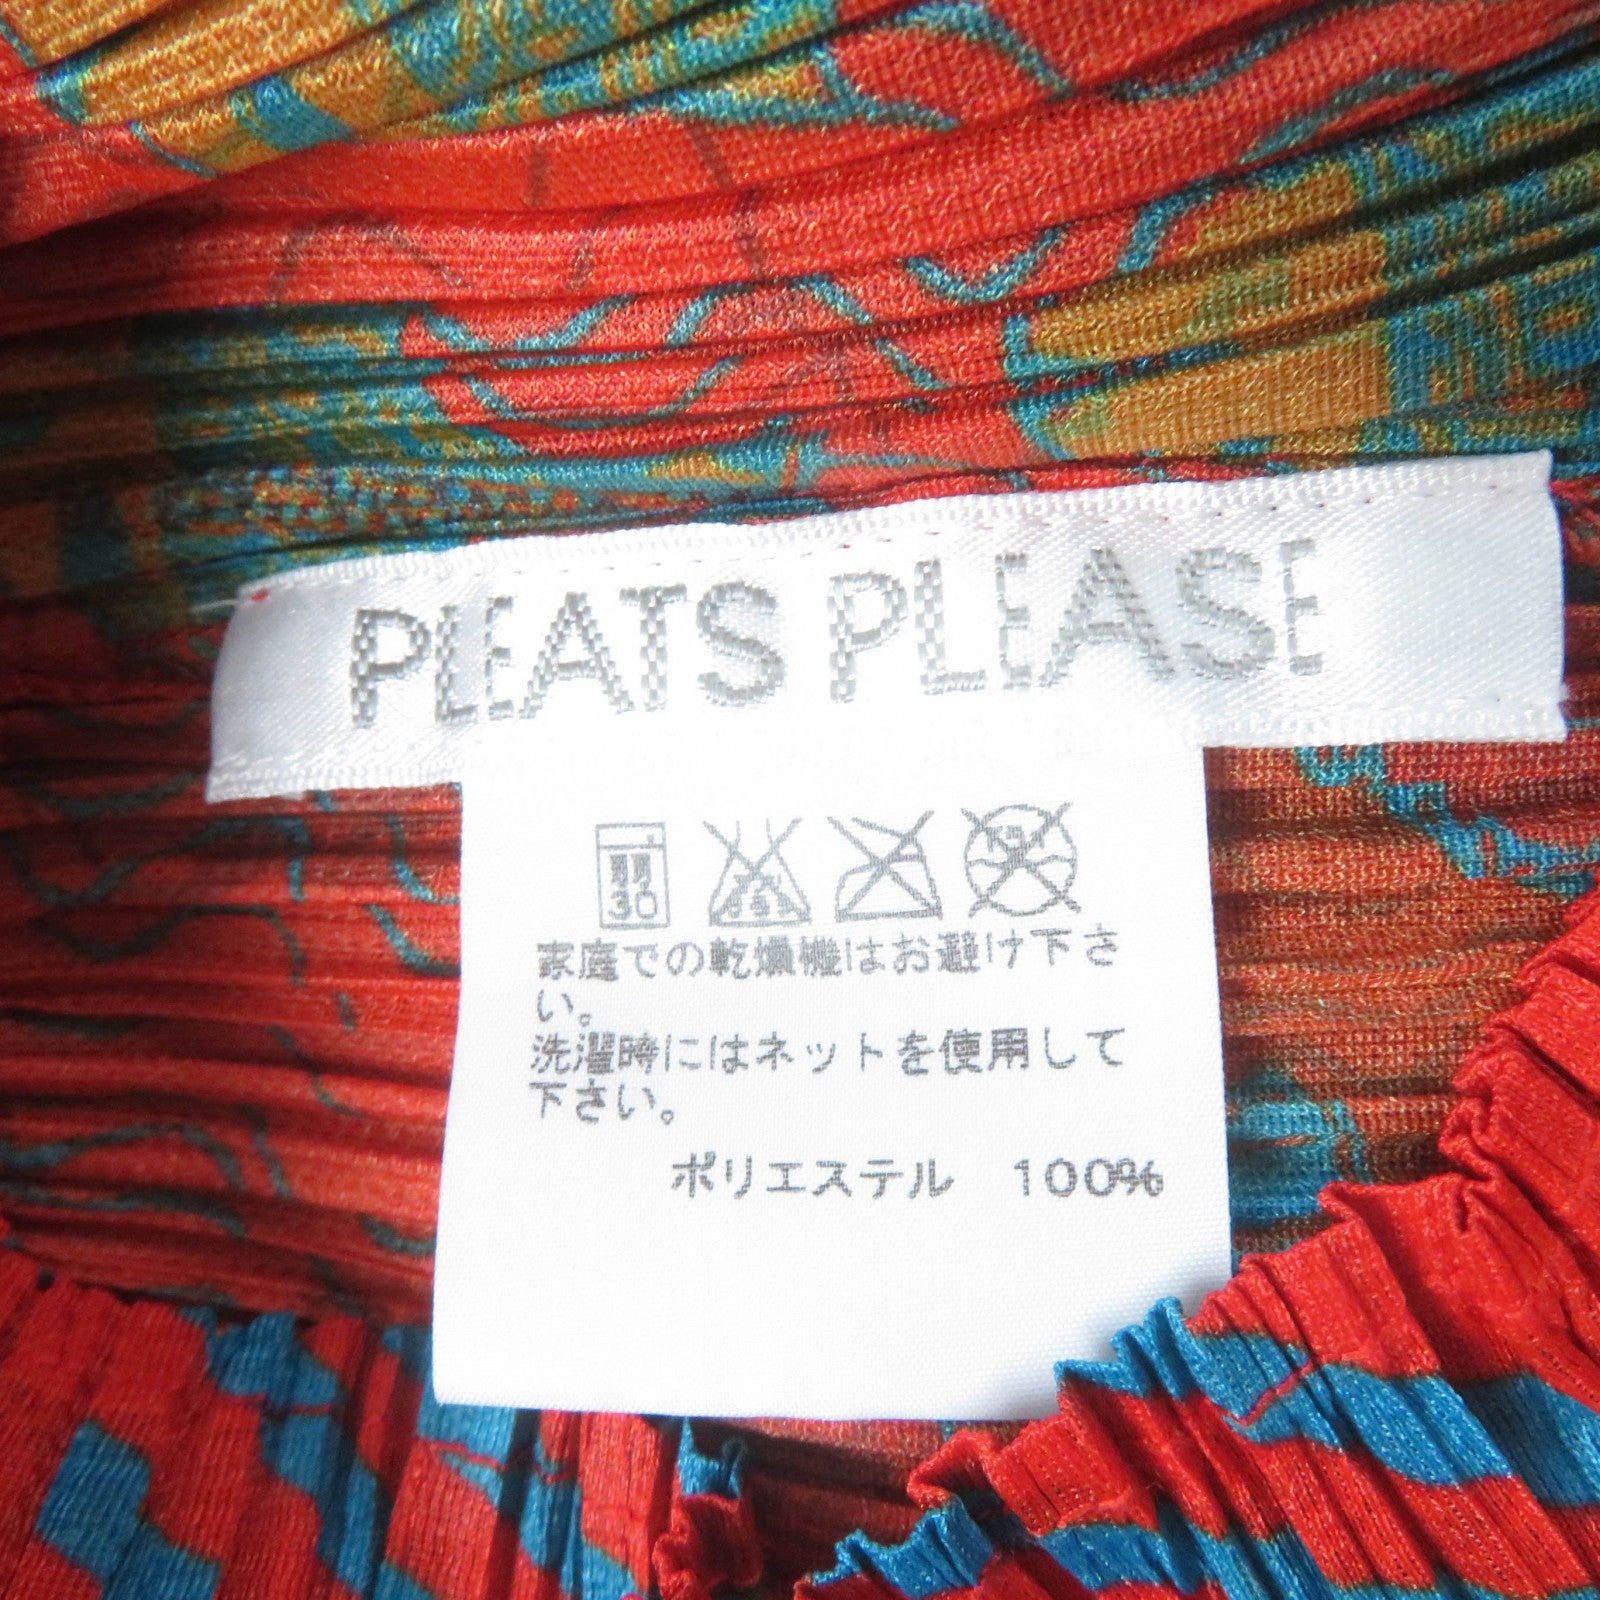 PLEATS PLEASE
30
家庭での乾燥機はお避け下さ
い。
洗濯時にはネットを使用して
下さい。
ポリエステル 100%